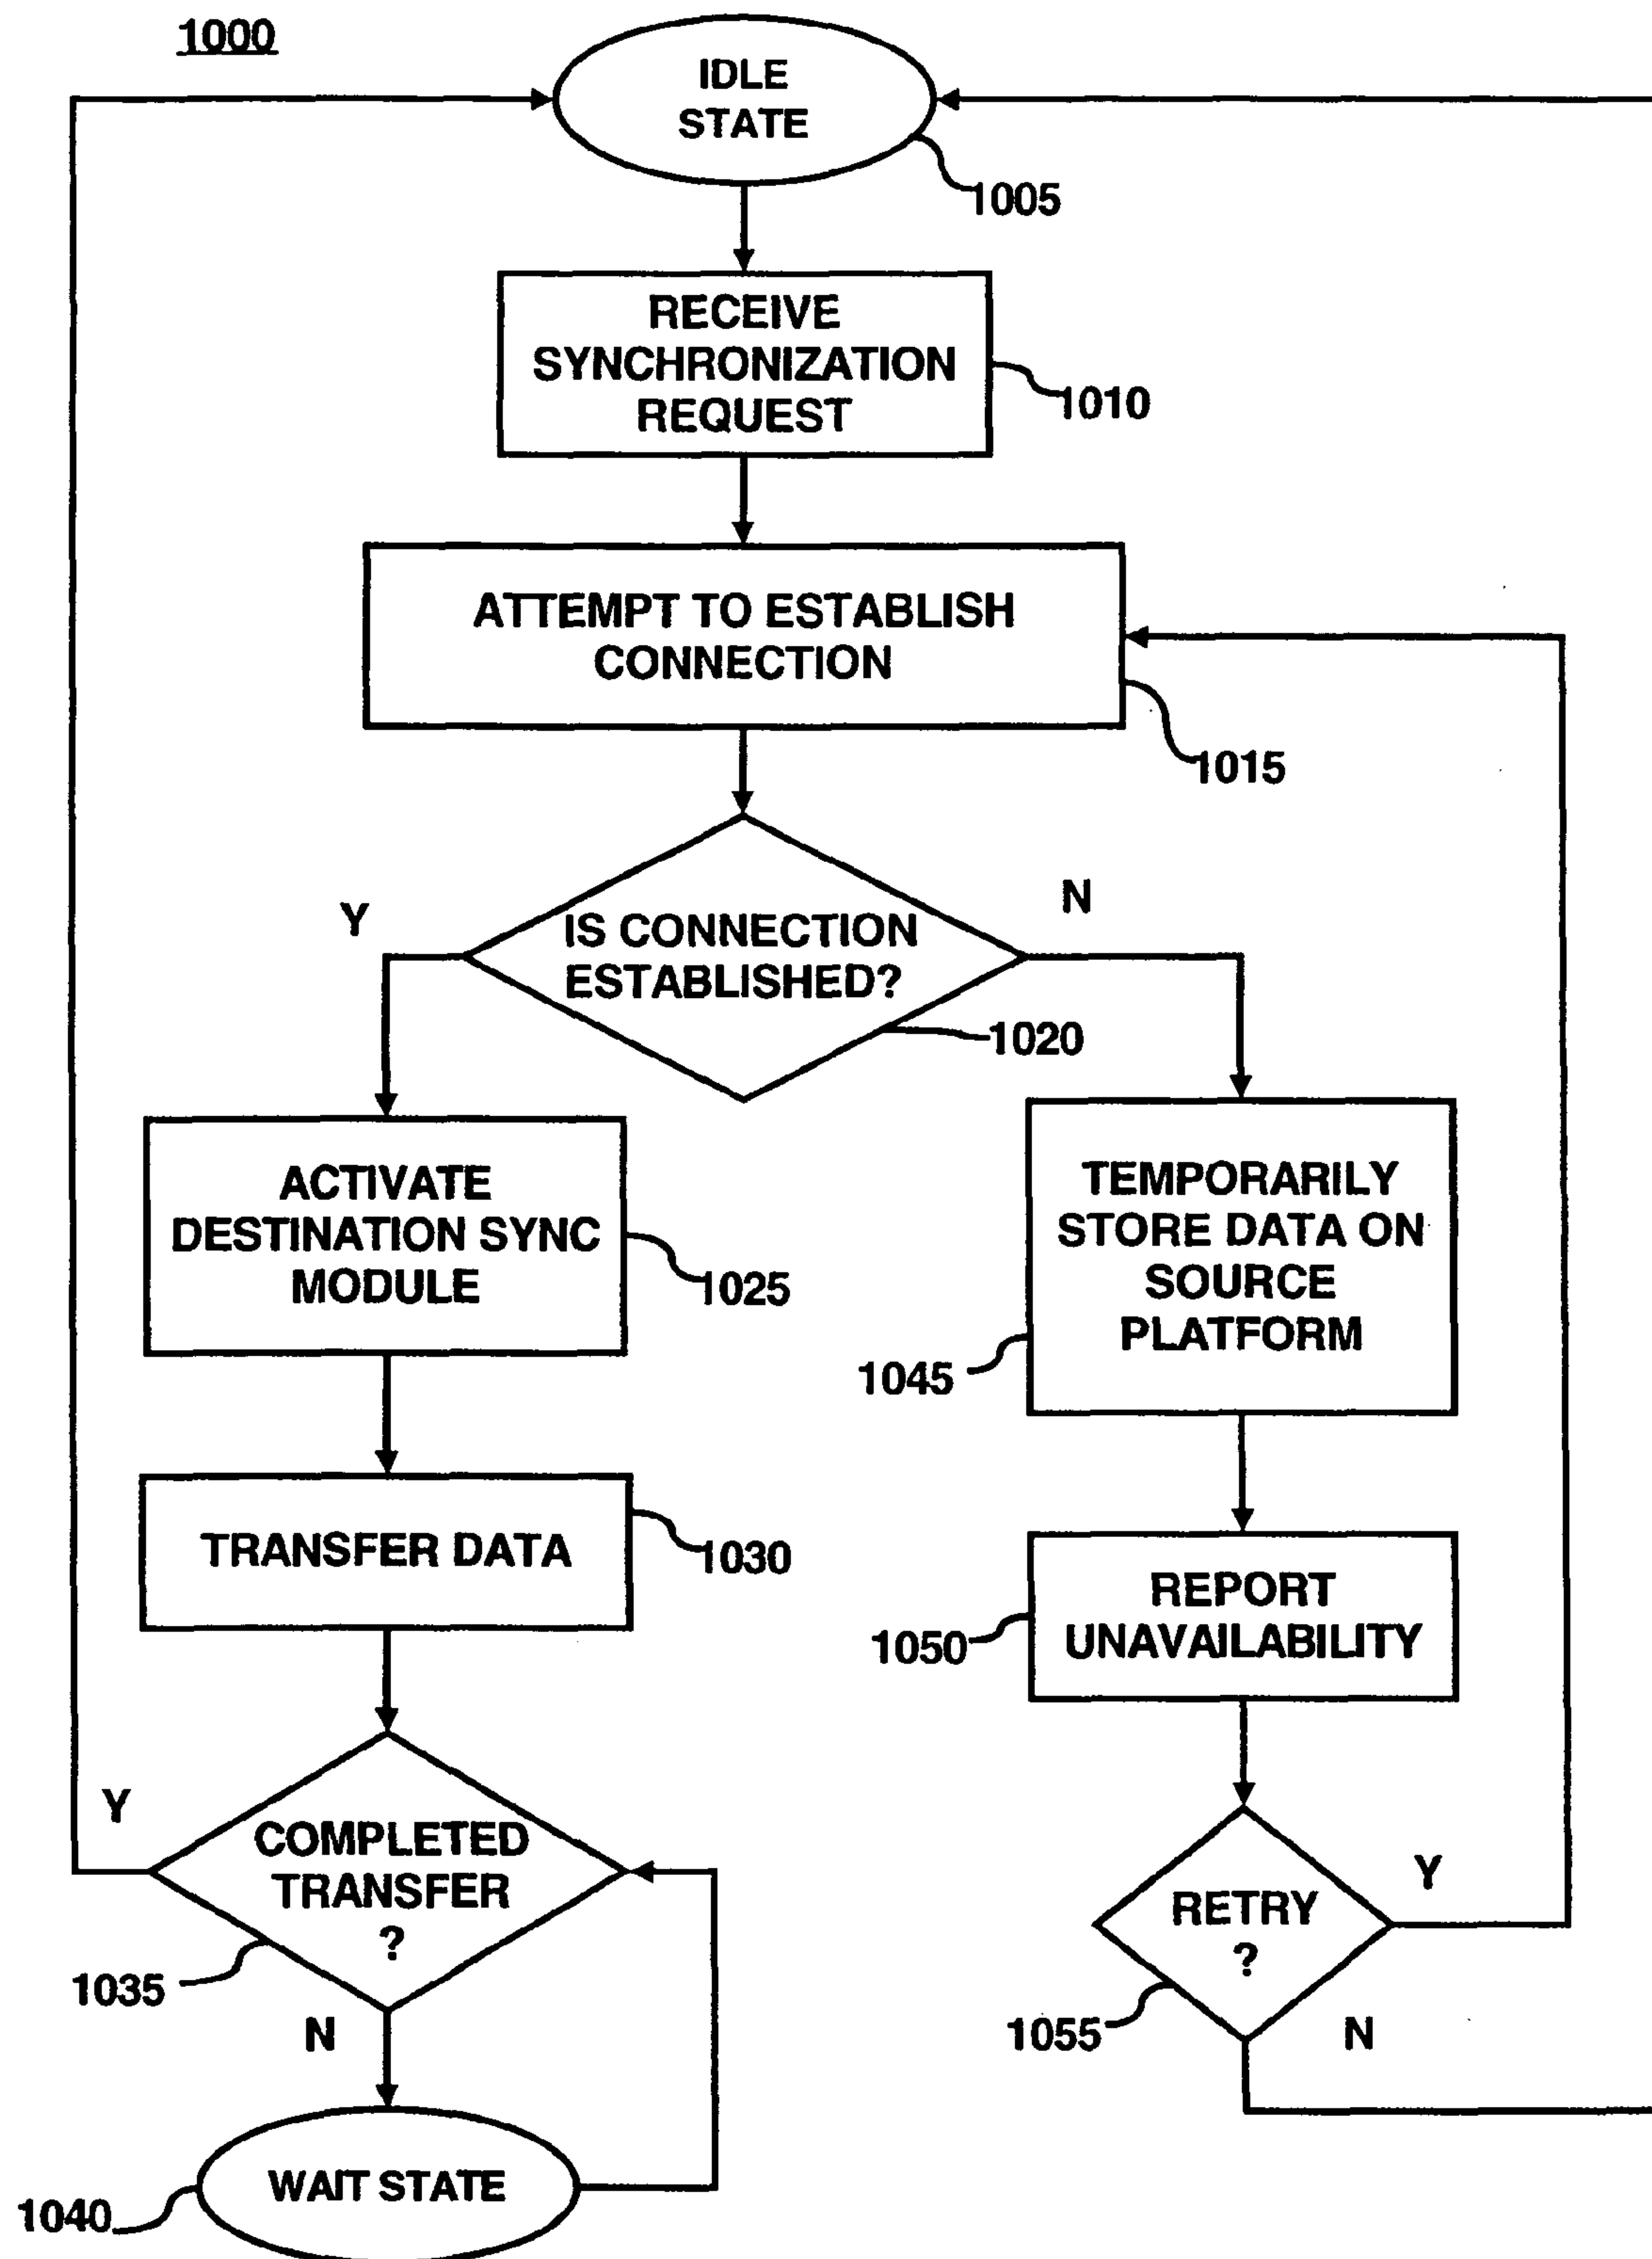 1000
IDLE
STATE
1005
RECEIVE
SYNCHRONIZATION
REQUEST
1010
ATTEMPT TO ESTABLISH
CONNECTION
1015
Y
N
IS CONNECTION
ESTABLISHED?
1020
ACTIVATE
DESTINATION SYNC
MODULE
1025
TEMPORARILY
STORE DATA ON
SOURCE
PLATFORM
1045
TRANSFER DATA
1030
REPORT
UNAVAILABILITY
1050
Y
COMPLETED
TRANSFER
?
1035
N
RETRY
?
Y
1055
N
WAIT STATE
1040